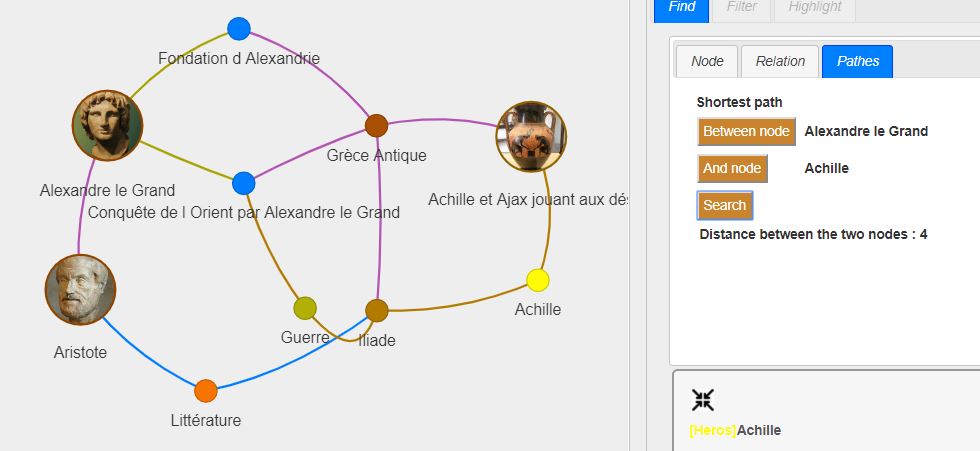 Fondation d Alexandrie
Grèce Antique
Alexandre le Grand
Conquête de l Orient par Alexandre le Grand
Achille et Ajax jouant aux dés
Achille
Guerre
Iliade
Aristote
Littérature
Find
Filter
Highlight
Node
Relation
Pathes
Shortest path
Between node Alexandre le Grand
And node Achille
Search
Distance between the two nodes : 4
[Heros]Achille